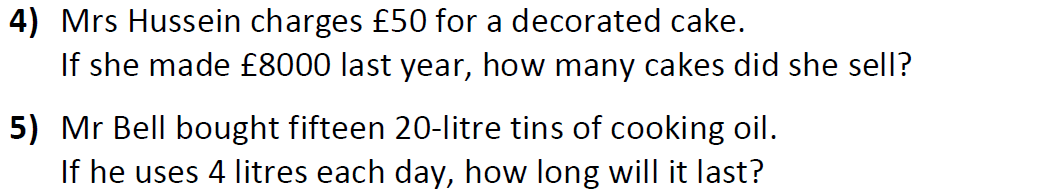 4) Mrs Hussein charges £50 for a decorated cake.
If she made £8000 last year, how many cakes did she sell?
5) Mr Bell bought fifteen 20-litre tins of cooking oil.
If he uses 4 litres each day, how long will it last?